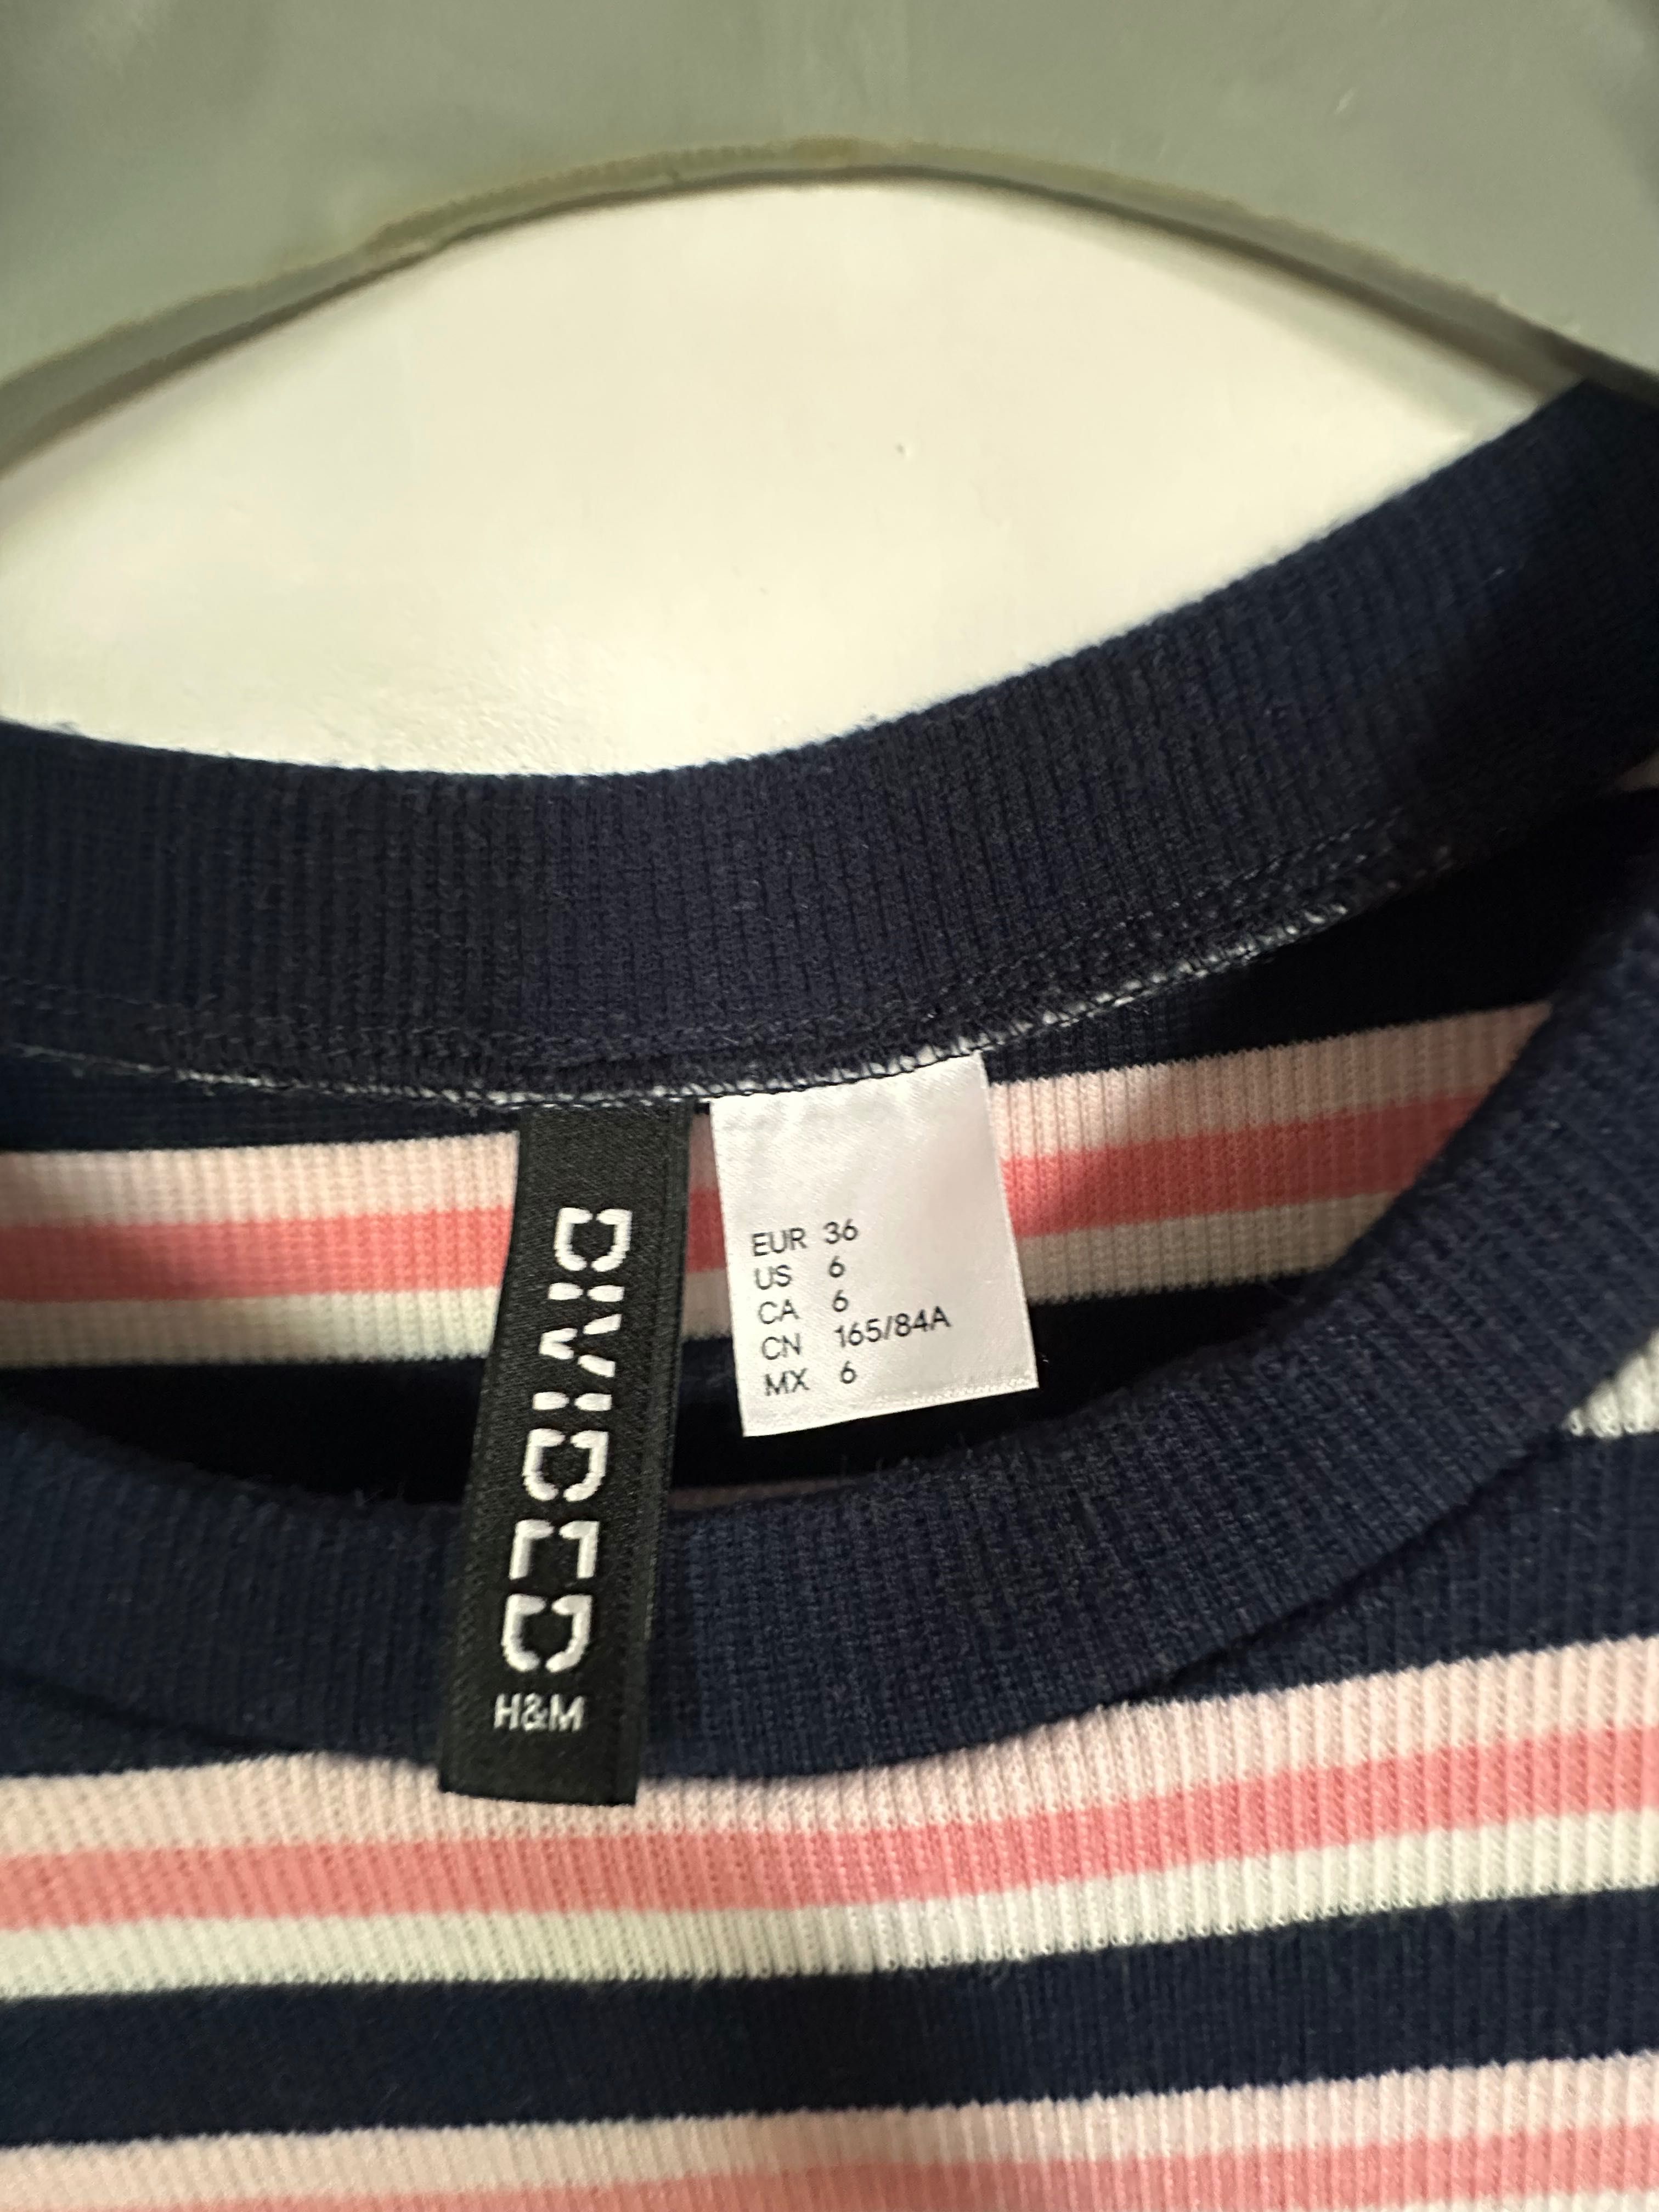 DIVIDED
H&M
EUR 36
US 6
CA 6
CN 165/84A
MX 6